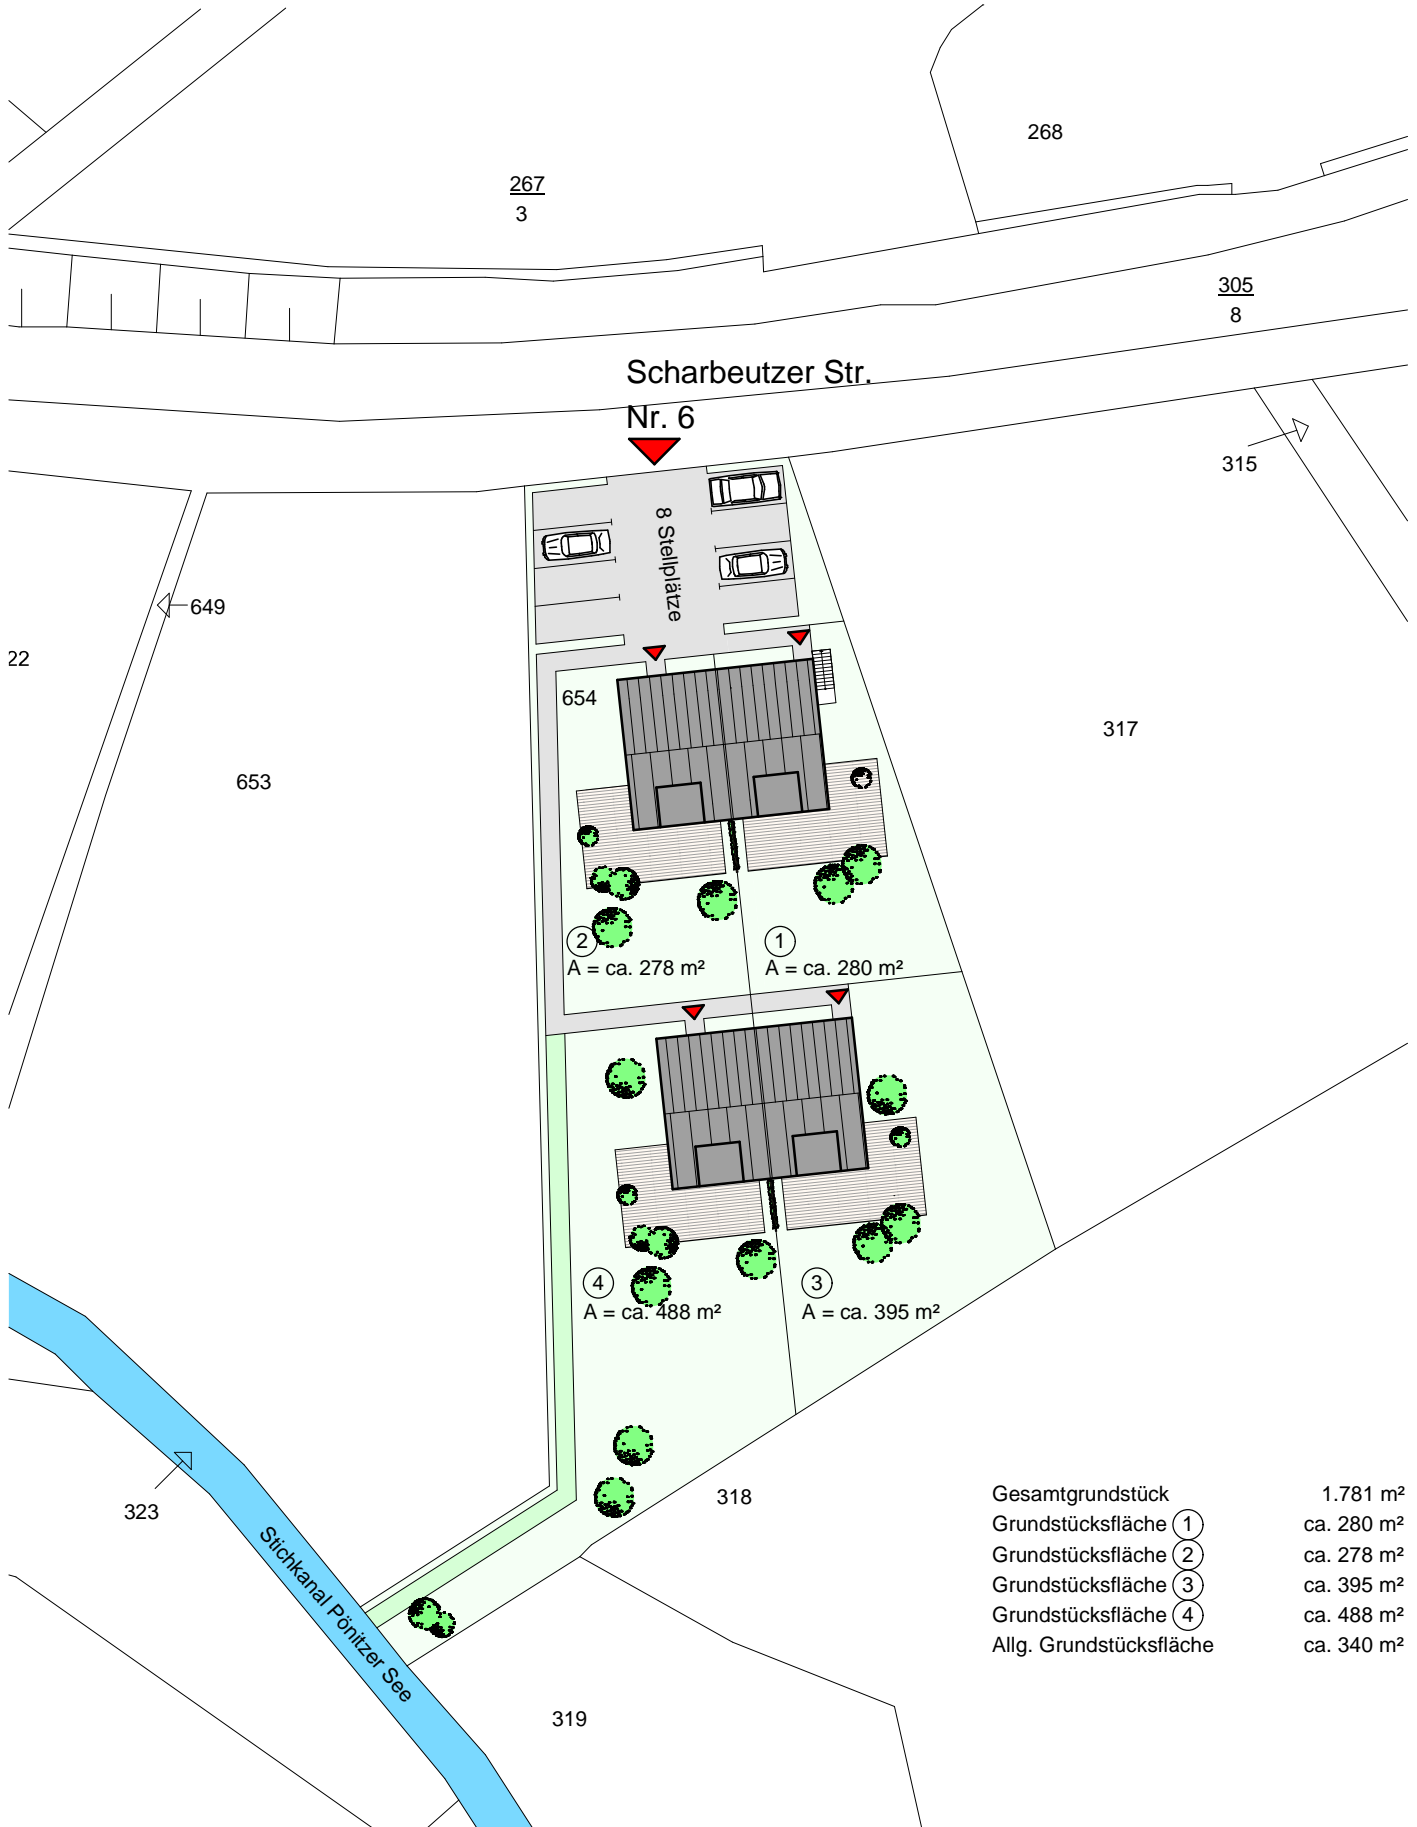 268
267
3
305
8
Scharbeutzer Str.
Nr. 6
315
8 Stellplätze
649
22
654
317
653
2
A = ca. 278 m²
1
A = ca. 280 m²
4
A = ca. 488 m²
3
A = ca. 395 m²
318
323
Stichkanal Pönitzer See
319
Gesamtgrundstück 1.781 m²
Grundstücksfläche 1 ca. 280 m²
Grundstücksfläche 2 ca. 278 m²
Grundstücksfläche 3 ca. 395 m²
Grundstücksfläche 4 ca. 488 m²
Allg. Grundstücksfläche ca. 340 m²